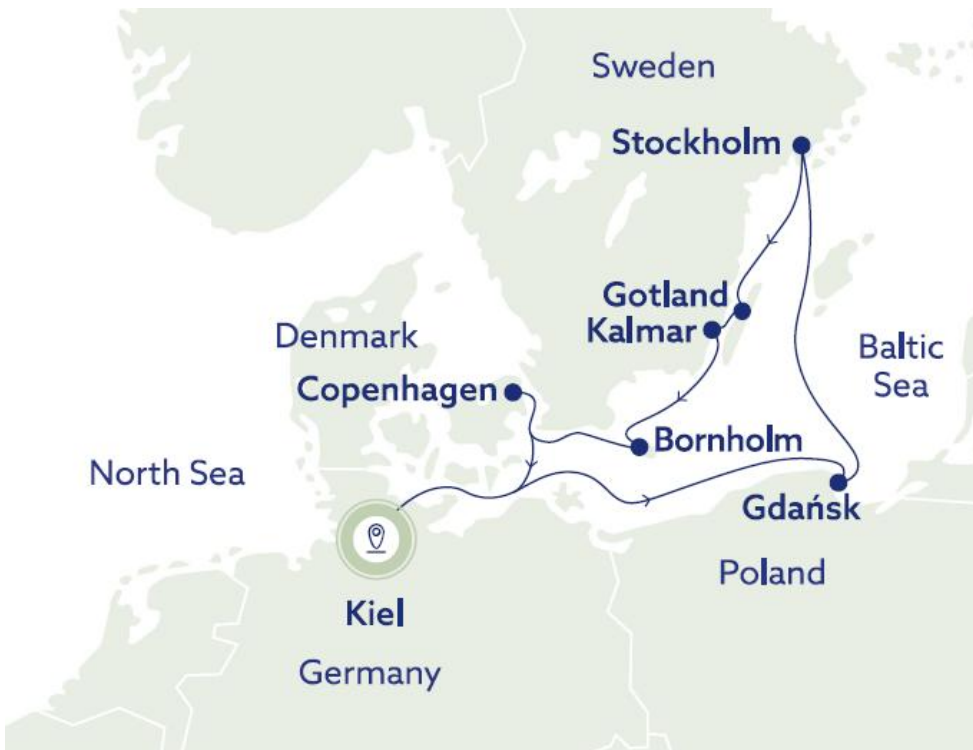 Sweden
Stockholm
Gotland
Kalmar
Denmark
Baltic
Sea
Copenhagen
Bornholm
North Sea
Gdańsk
Poland
Kiel
Germany